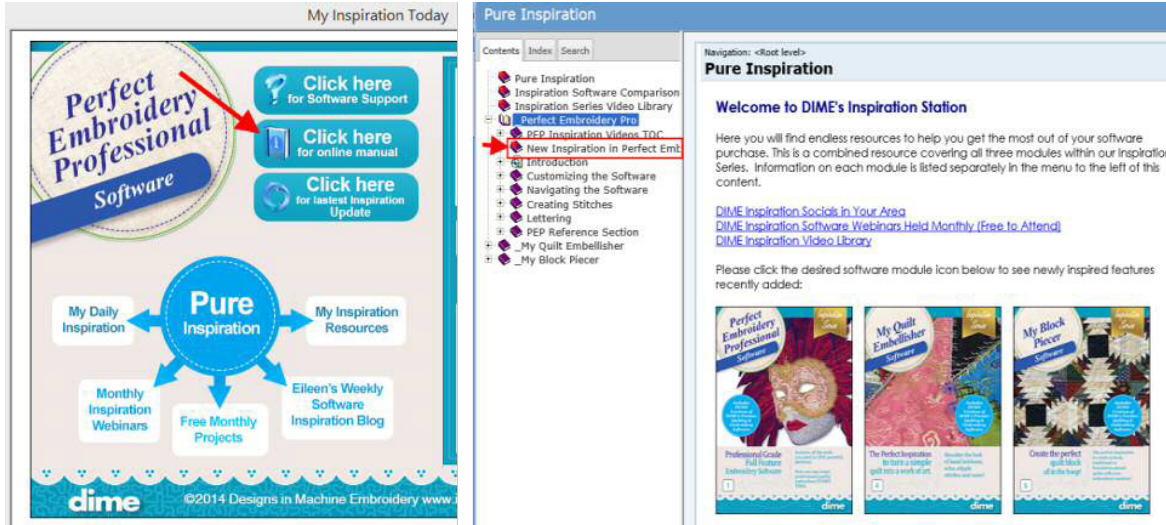 My Inspiration Today
Perfect
Embroidery
Professional
Software
Click here
for Software Support
Click here
for online manual
Click here
for lastest Inspiration
Update
Pure
Inspiration
My Daily
Inspiration
My Inspiration
Resources
Monthly
Inspiration
Webinars
Free Monthly
Projects
Eileen's Weekly
Software
Inspiration Blog
dime
©2014 Designs in Machine Embroidery www.
Pure Inspiration
Contents Index Search
Pure Inspiration
Inspiration Software Comparison
Inspiration Series Video Library
_Perfect Embroidery Pro
PEP Inspiration Videos TOC
New Inspiration in Perfect Emb
Introduction
Customizing the Software
Navigating the Software
Creating Stitches
Lettering
PEP Reference Section
_My Quilt Embellisher
_My Block Piecer
Navigation: <Root level>
Pure Inspiration
Welcome to DIME's Inspiration Station
Here you will find endless resources to help you get the most out of your software
purchase. This is a combined resource covering all three modules within our Inspiration
Series. Information on each module is listed separately in the menu to the left of this
content.
DIME Inspiration Socials in Your Area
DIME Inspiration Software Webinars Held Monthly (Free to Attend)
DIME Inspiration Video Library
Please click the desired software module icon below to see newly inspired features
recently added:
Perfect
Embroidery
Professional
Software
Professional Grade
Full Feature
Embroidery Software
1
dime
My Quilt
Embellisher
Software
The Perfect Inspiration
to turn a simple
quilt into a work of art.
4
dime
My Block
Piecer
Software
Create the perfect
quilt block
all in the hoop!
5
dime